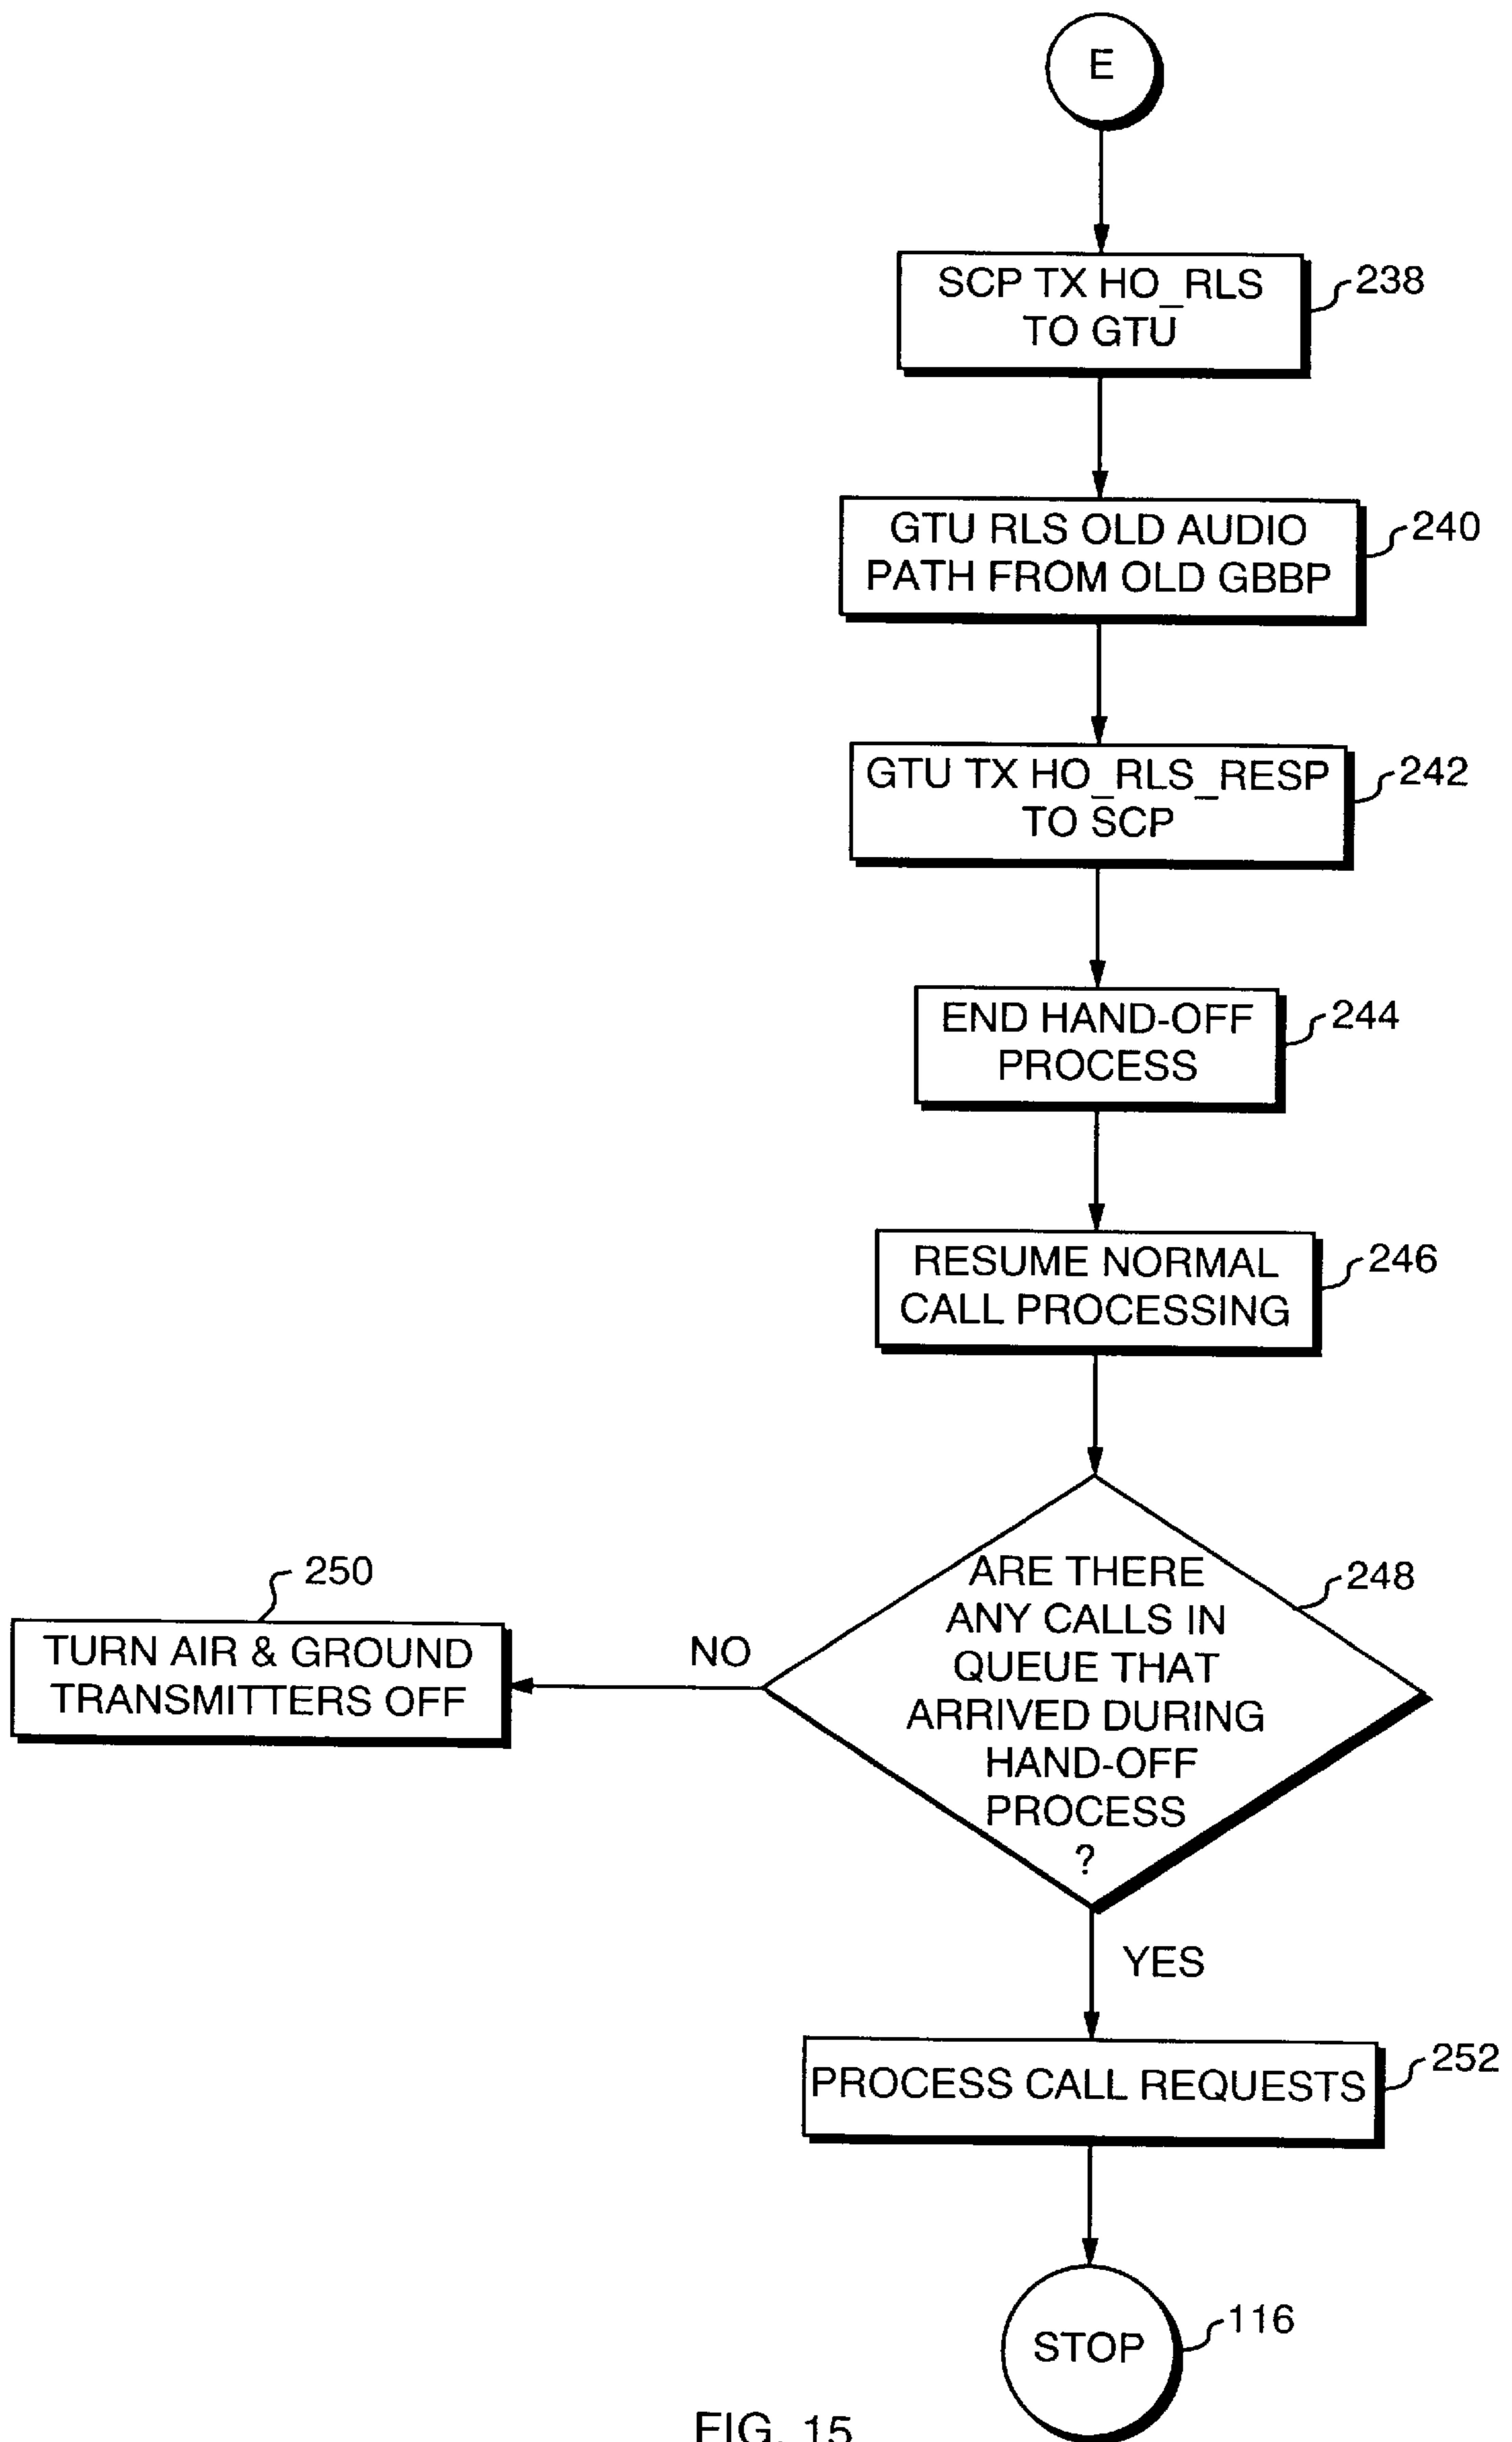 E
SCP TX HO_RLS
TO GTU
238
GTU RLS OLD AUDIO
PATH FROM OLD GBBP
240
GTU TX HO_RLS_RESP
TO SCP
242
END HAND-OFF
PROCESS
244
RESUME NORMAL
CALL PROCESSING
246
ARE THERE
ANY CALLS IN
QUEUE THAT
ARRIVED DURING
HAND-OFF
PROCESS
?
248
NO
250
TURN AIR & GROUND
TRANSMITTERS OFF
YES
PROCESS CALL REQUESTS
252
STOP
116
FIG. 15